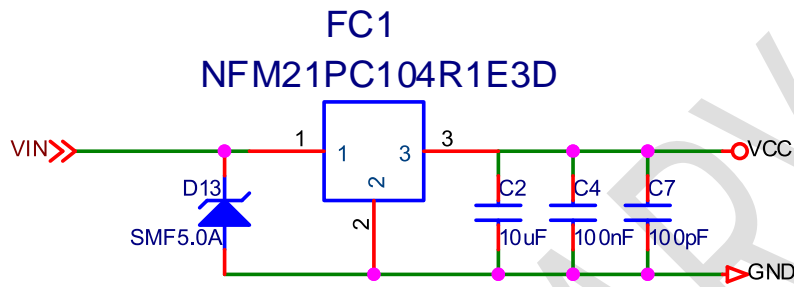 FC1
NFM21PC104R1E3D
VIN
1
1
3
3
VCC
2
2
D13
SMF5.0A
C2
10uF
C4
100nF
C7
100pF
GND